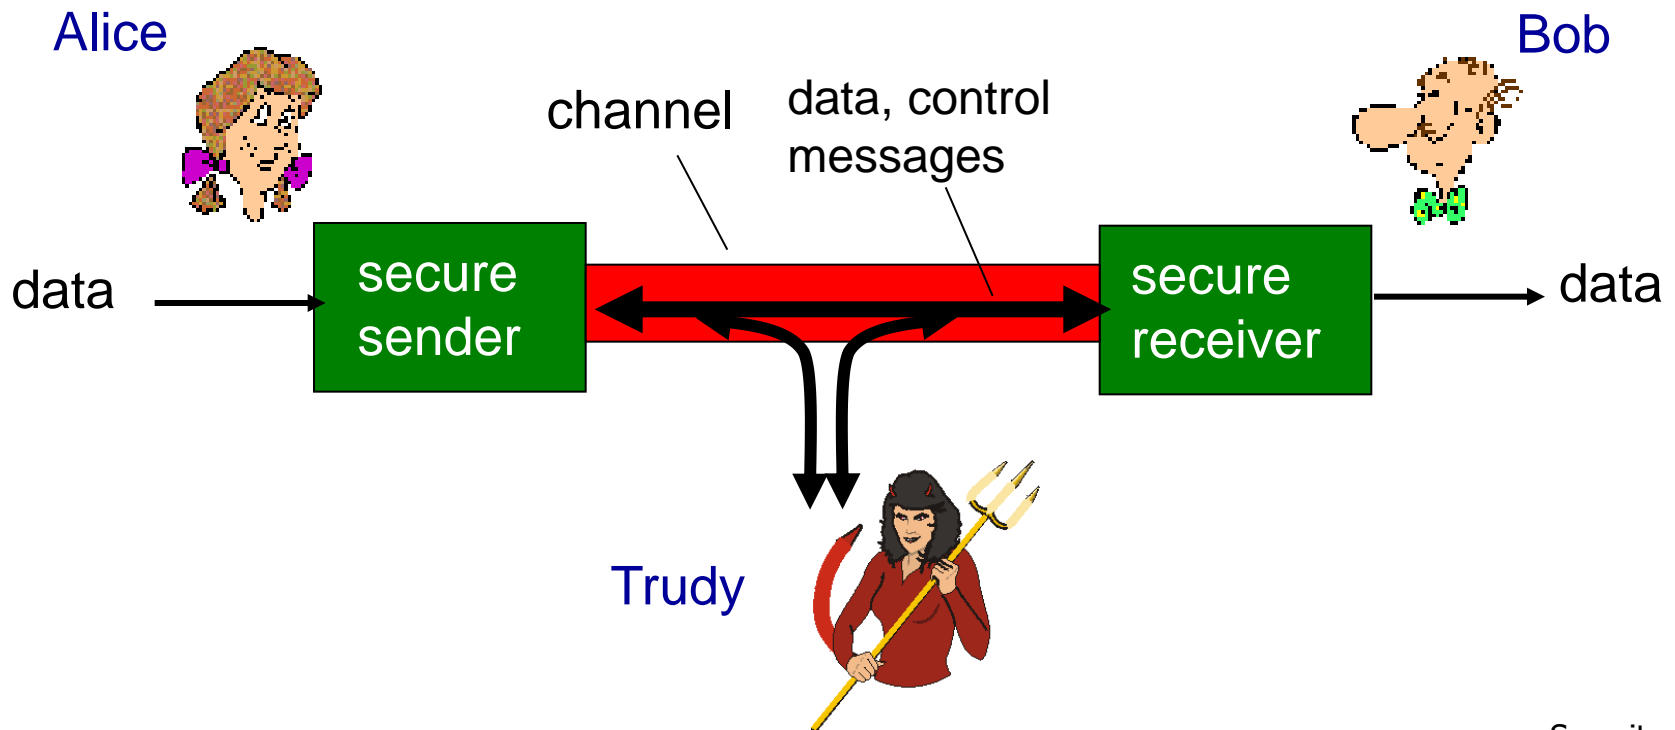 Alice
Bob
channel
data, control
messages
data
secure
sender
secure
receiver
data
Trudy